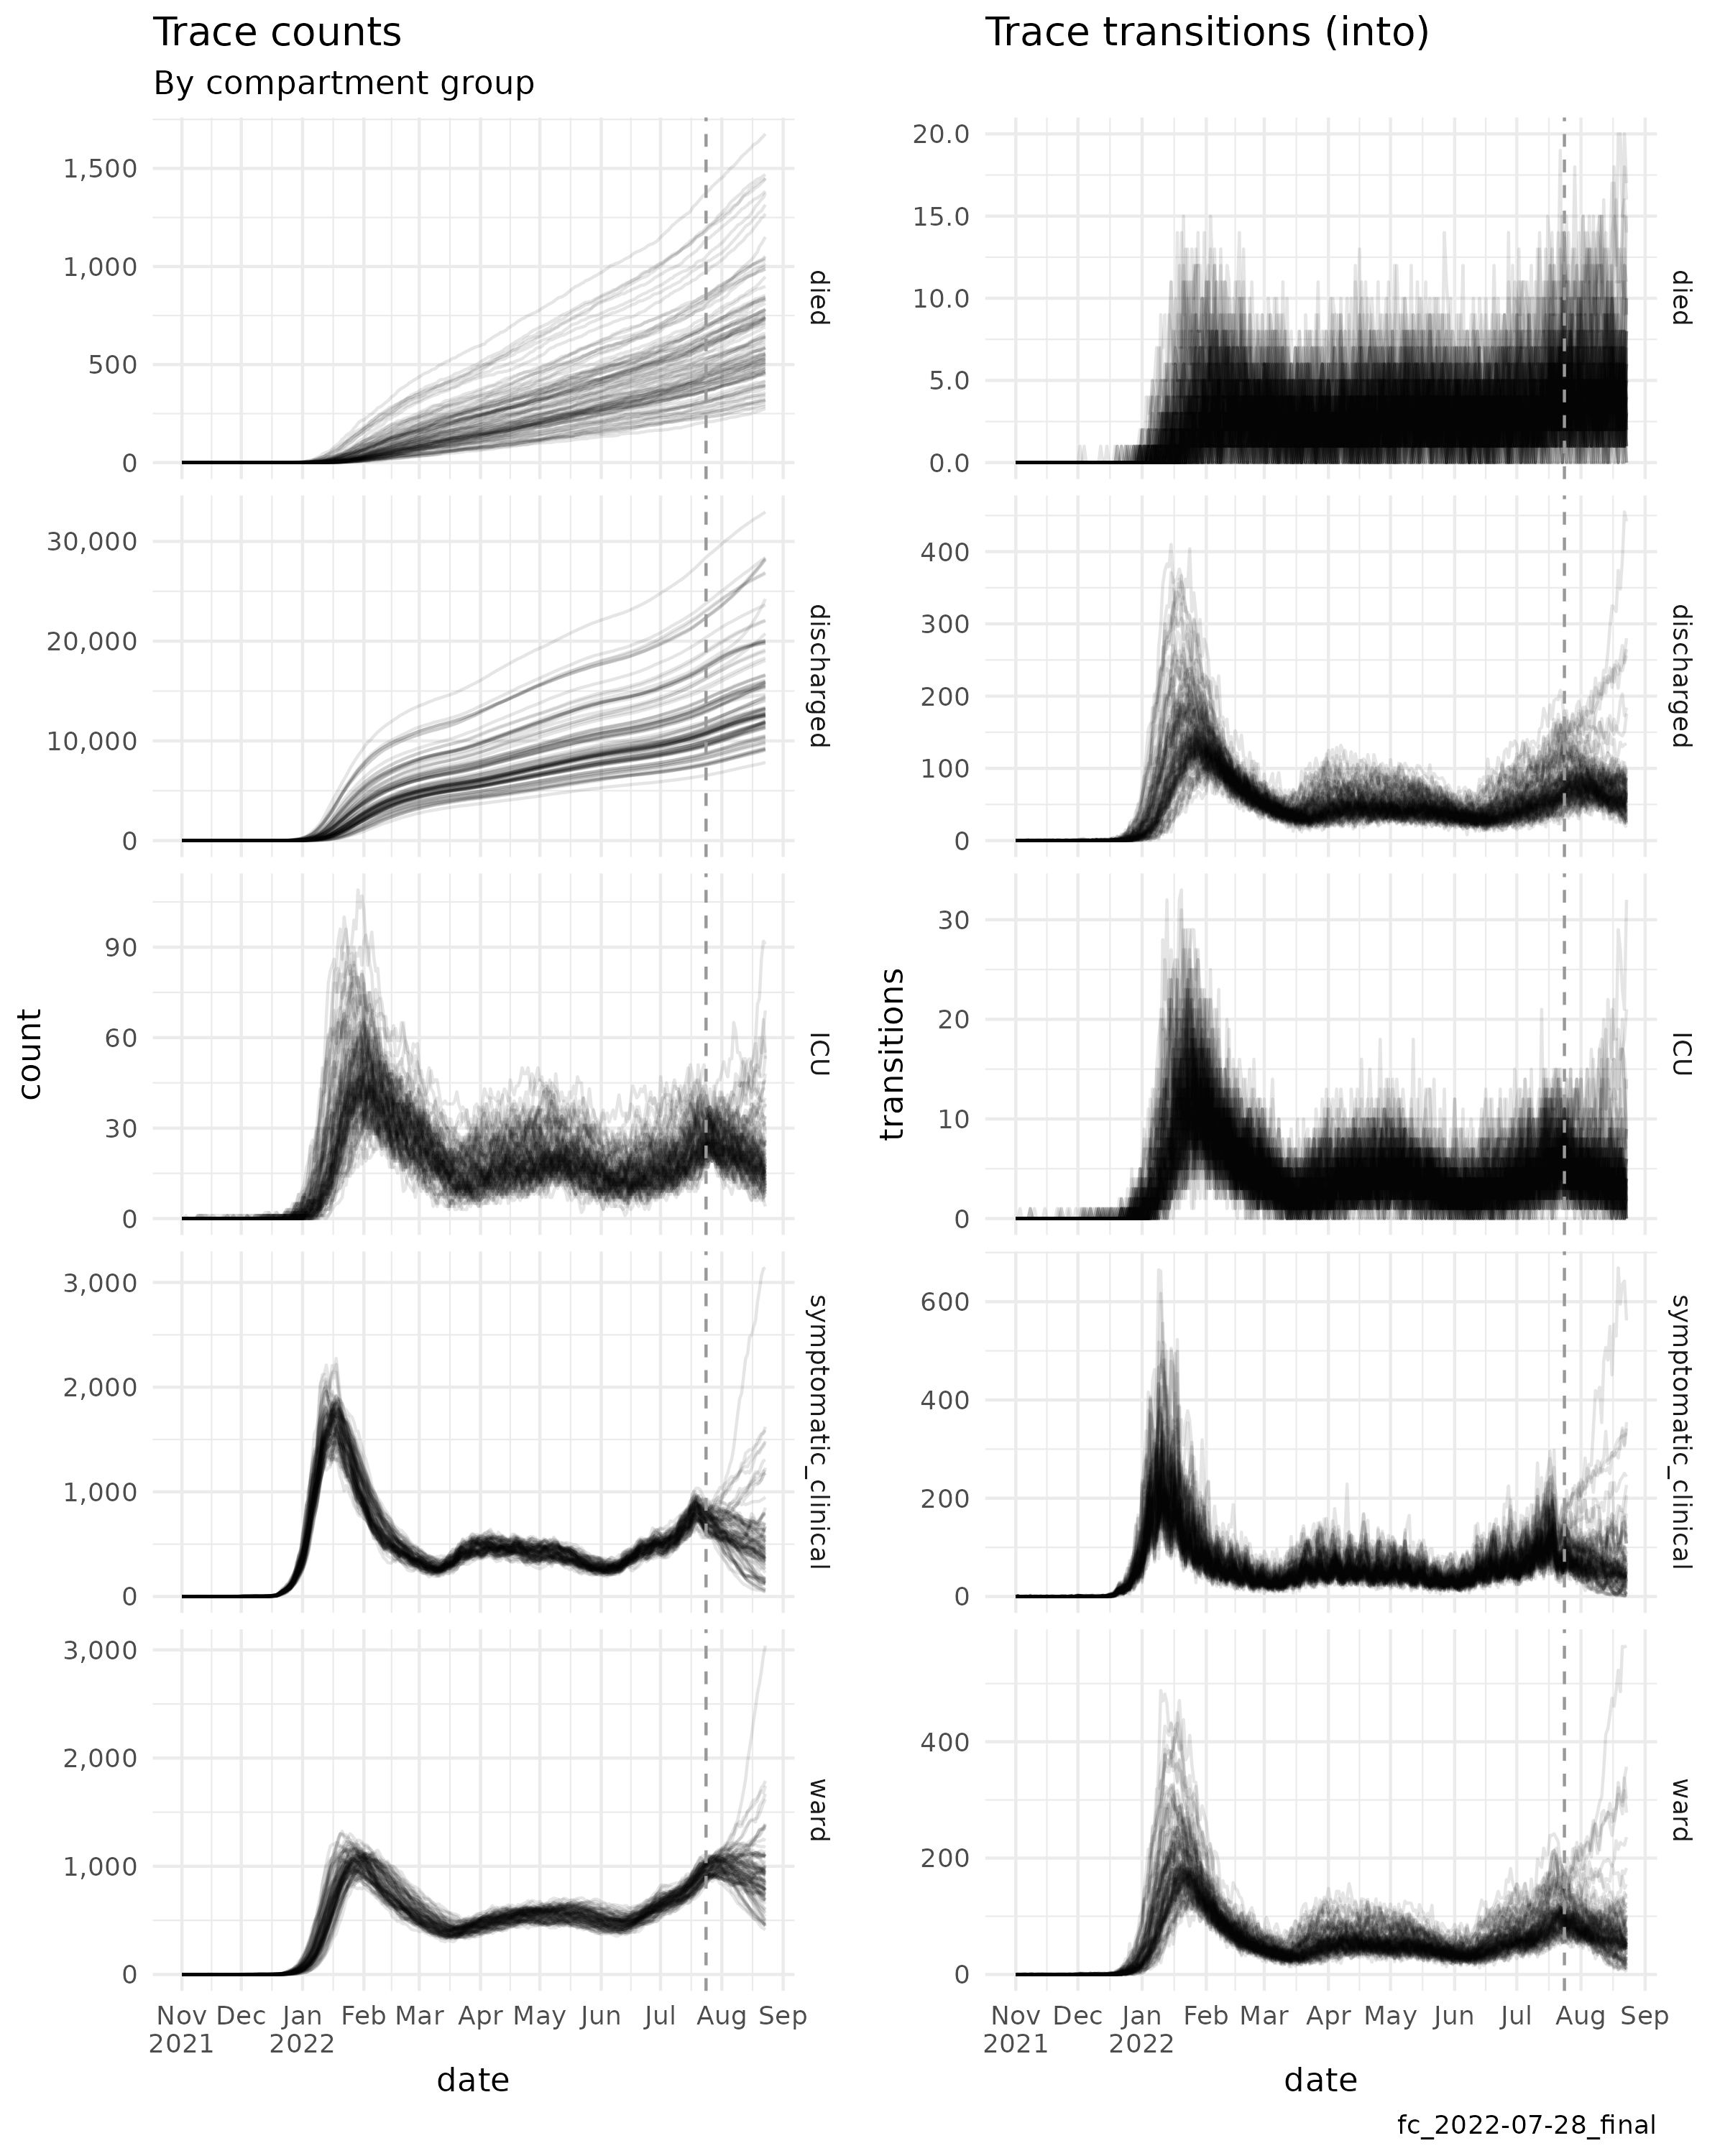 Trace counts
By compartment group
count
1,500
1,000
500
0
died
30,000
20,000
10,000
0
discharged
90
60
30
0
ICU
3,000
2,000
1,000
0
symptomatic_clinical
3,000
2,000
1,000
0
ward
Nov Dec Jan Feb Mar Apr May Jun Jul Aug Sep
2021 2022
date
Trace transitions (into)
transitions
20.0
15.0
10.0
5.0
0.0
died
400
300
200
100
0
discharged
30
20
10
0
ICU
600
400
200
0
symptomatic_clinical
400
200
0
ward
Nov Dec Jan Feb Mar Apr May Jun Jul Aug Sep
2021 2022
date
fc_2022-07-28_final